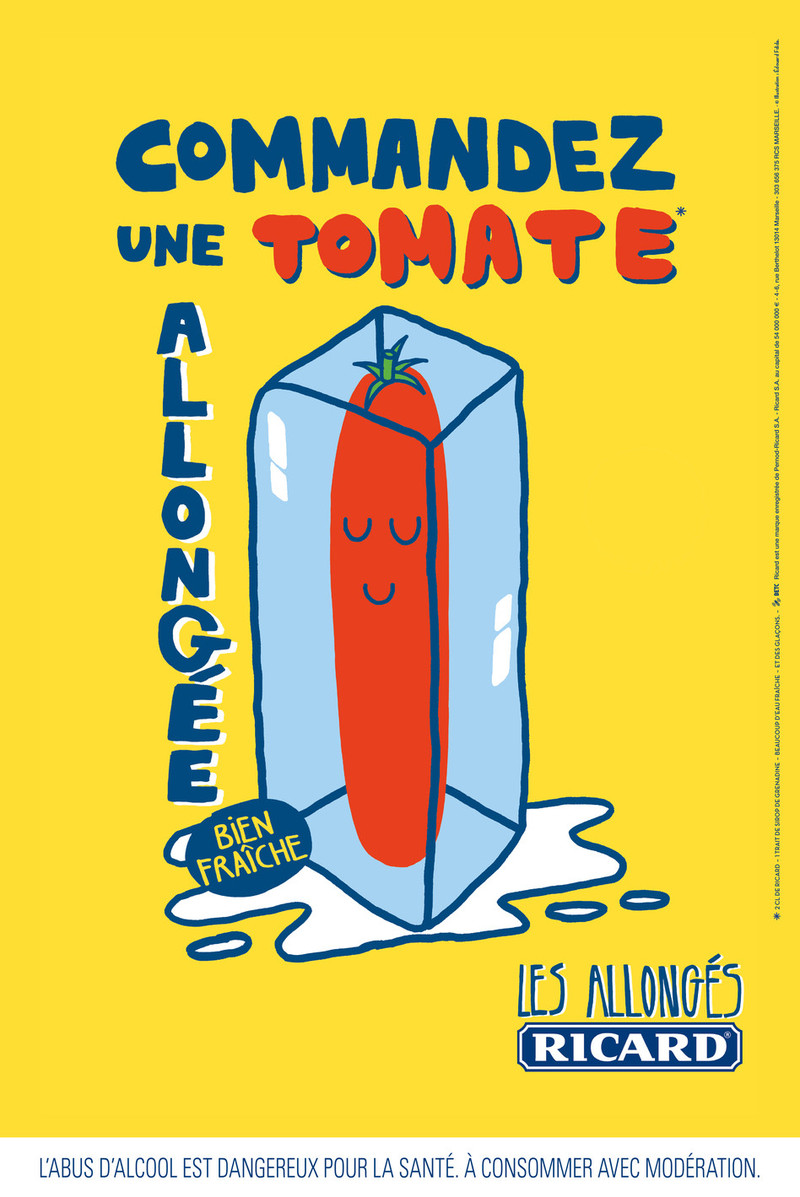 COMMANDEZ
UNE TOMATE*
ALLONGÉE
BIEN
FRAÎCHE
LES ALLONGÉS
RICARD®
* 2 CL DE RICARD – 1 TRAIT DE SIROP DE GRENADINE – BEAUCOUP D'EAU FRAÎCHE – ET DES GLAÇONS. – BETC Ricard est une marque enregistrée de Pernod-Ricard S.A. - Ricard S.A. au capital de 54 000 000 € - 4-6, rue Berthelot 13014 Marseille - 303 656 375 RCS MARSEILLE. - © Illustration :
L'ABUS D'ALCOOL EST DANGEREUX POUR LA SANTÉ. À CONSOMMER AVEC MODÉRATION.